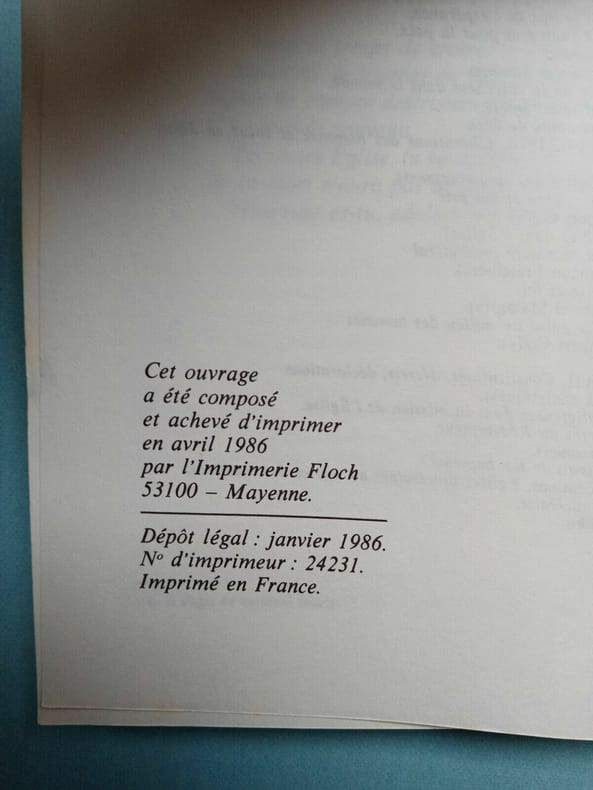 Cet ouvrage
a été composé
et achevé d'imprimer
en avril 1986
par l'Imprimerie Floch
53100 – Mayenne.
Dépôt légal : janvier 1986.
Nº d'imprimeur : 24231.
Imprimé en France.